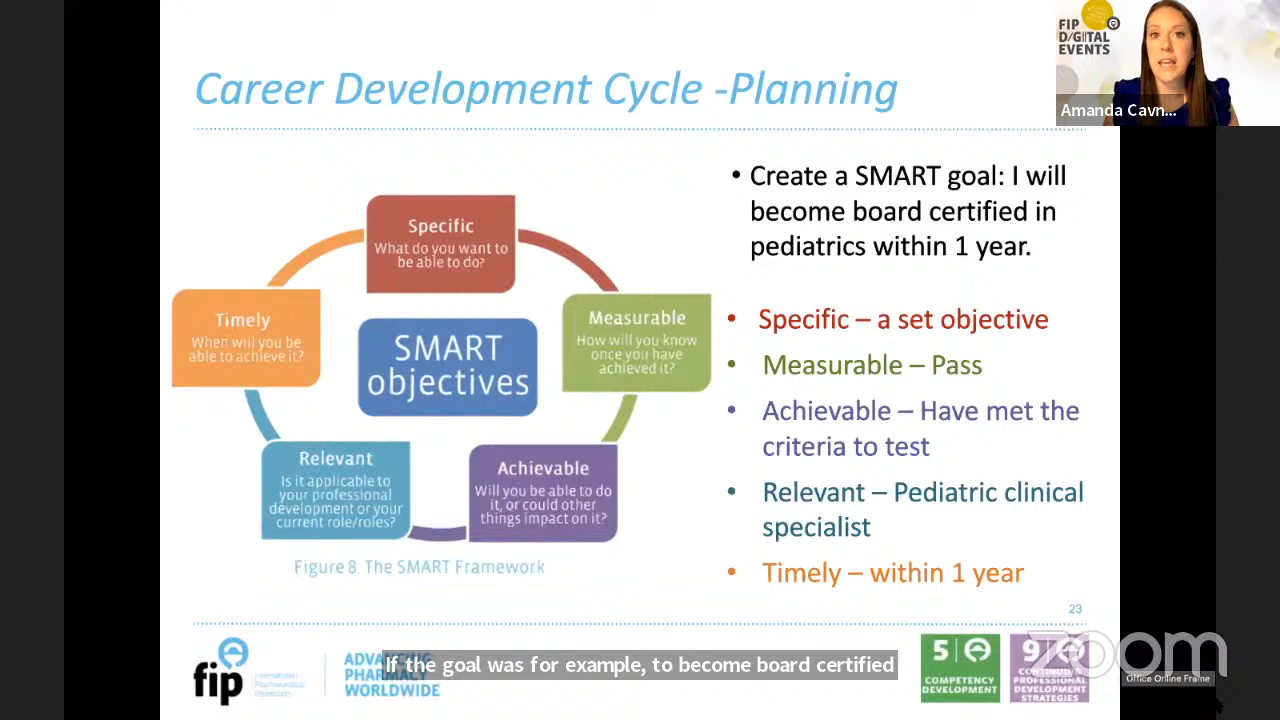 FIP
DIGITAL
EVENTS
Amanda Cavn...
Career Development Cycle -Planning
Specific
What do you want to
be able to do?
Timely
When will you be
able to achieve it?
Measurable
How will you know
once you have
achieved it?
SMART
objectives
Relevant
Is it applicable to
your professional
development or your
current role/roles?
Achievable
Will you be able to do
it, or could other
things impact on it?
Figure 8. The SMART Framework
• Create a SMART goal: I will
become board certified in
pediatrics within 1 year.
• Specific – a set objective
• Measurable – Pass
• Achievable – Have met the
criteria to test
• Relevant – Pediatric clinical
specialist
• Timely – within 1 year
23
fip
International
Pharmaceutical
Federation
ADVANCING
PHARMACY
WORLDWIDE
If the goal was for example, to become board certified
5
COMPETENCY
DEVELOPMENT
9
CONTINUING
PROFESSIONAL
DEVELOPMENT
STRATEGIES
zoom
Office Online Frame